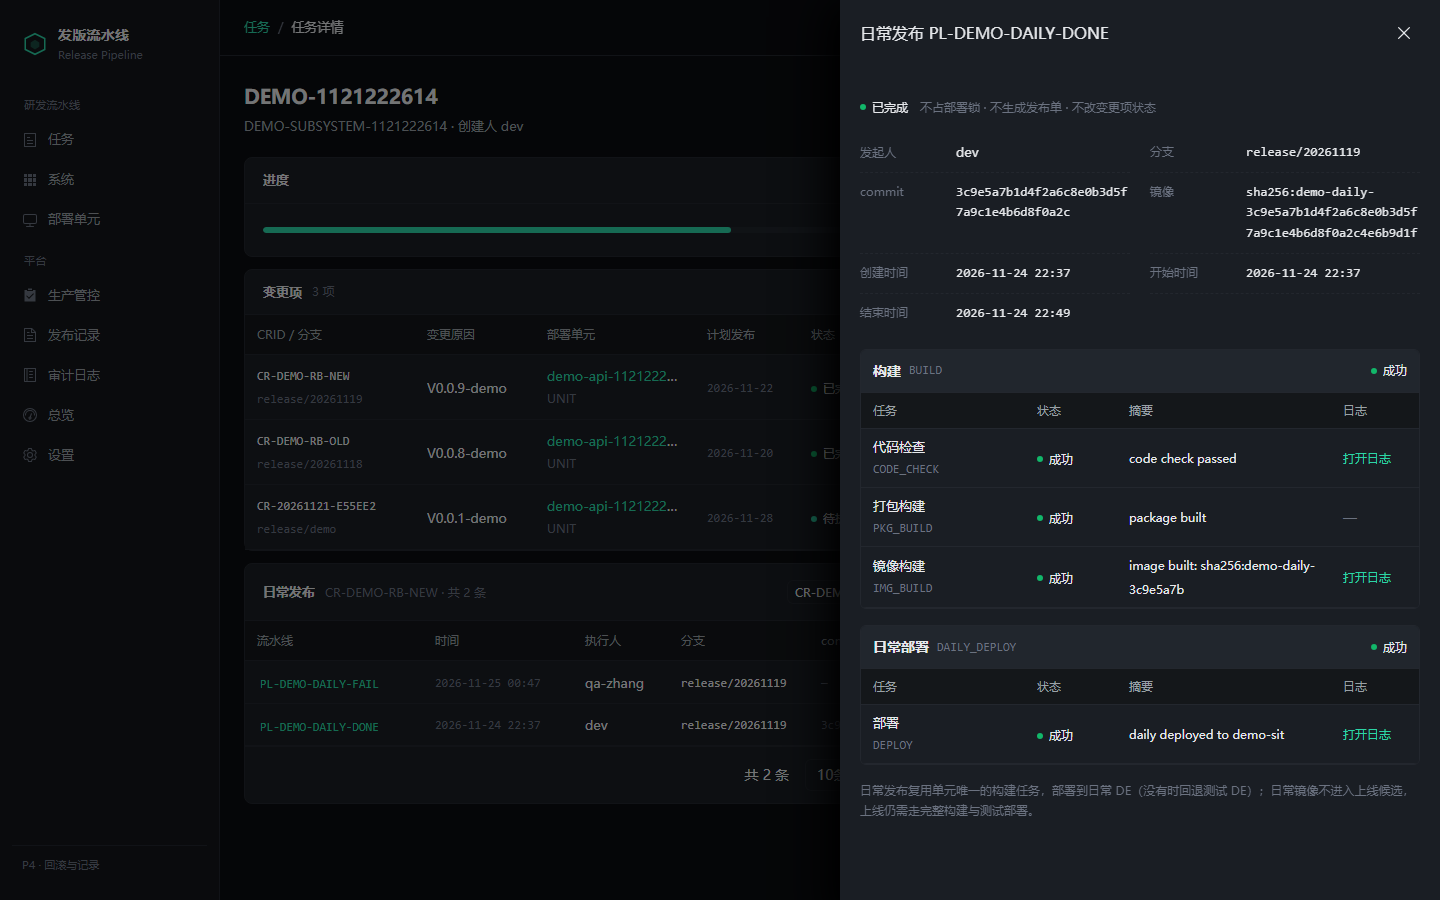 发版流水线
Release Pipeline
研发流水线
任务
系统
部署单元
平台
生产管控
发布记录
审计日志
总览
设置
P4 · 回滚与记录
任务 / 任务详情
DEMO-1121222614
DEMO-SUBSYSTEM-1121222614 · 创建人 dev
进度
变更项 3 项
CRID / 分支 变更原因 部署单元 计划发布 状态
CR-DEMO-RB-NEW
release/20261119
V0.0.9-demo
demo-api-1121222...
UNIT
2026-11-22
CR-DEMO-RB-OLD
release/20261118
V0.0.8-demo
demo-api-1121222...
UNIT
2026-11-20
CR-20261121-E55EE2
release/demo
V0.0.1-demo
demo-api-1121222...
UNIT
2026-11-28
日常发布 CR-DEMO-RB-NEW · 共 2 条 CR-DEM
流水线 时间 执行人 分支
PL-DEMO-DAILY-FAIL 2026-11-25 00:47 qa-zhang release/20261119 —
PL-DEMO-DAILY-DONE 2026-11-24 22:37 dev release/20261119
共 2 条 10
日常发布 PL-DEMO-DAILY-DONE
已完成 不占部署锁 · 不生成发布单 · 不改变更项状态
发起人 dev 分支 release/20261119
commit 3c9e5a7b1d4f2a6c8e0b3d5f
7a9c1e4b6d8f0a2c
镜像 sha256:demo-daily-
3c9e5a7b1d4f2a6c8e0b3d5f
7a9c1e4b6d8f0a2c4e6b9d1f
创建时间 2026-11-24 22:37 开始时间 2026-11-24 22:37
结束时间 2026-11-24 22:49
构建 BUILD 成功
任务 状态 摘要 日志
代码检查
CODE_CHECK
成功 code check passed 打开日志
打包构建
PKG_BUILD
成功 package built —
镜像构建
IMG_BUILD
成功 image built: sha256:demo-daily-
3c9e5a7b
打开日志
日常部署 DAILY_DEPLOY 成功
任务 状态 摘要 日志
部署
DEPLOY
成功 daily deployed to demo-sit 打开日志
日常发布复用单元唯一的构建任务，部署到日常 DE（没有时回退测试 DE）；日常镜像不进入上线候选，
上线仍需走完整构建与测试部署。